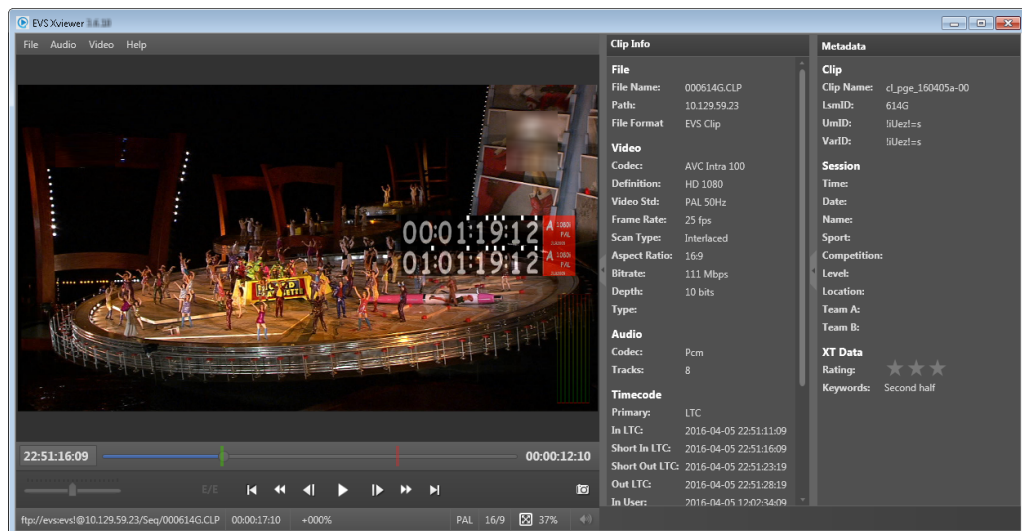 EVS Xviewer 3.6.10
File Audio Video Help
00:01:19:12 A 1080i
PAL
01:01:19:12 A 1080i
PAL
22:51:16:09
00:00:12:10
E/E
ftp://evs:evs!@10.129.59.23/Seq/000614G.CLP 00:00:17:10 +000% PAL 16/9 37%
Clip Info
File
File Name: 000614G.CLP
Path: 10.129.59.23
File Format EVS Clip
Video
Codec: AVC Intra 100
Definition: HD 1080
Video Std: PAL 50Hz
Frame Rate: 25 fps
Scan Type: Interlaced
Aspect Ratio: 16:9
Bitrate: 111 Mbps
Depth: 10 bits
Type:
Audio
Codec: Pcm
Tracks: 8
Timecode
Primary: LTC
In LTC: 2016-04-05 22:51:11:09
Short In LTC: 2016-04-05 22:51:16:09
Short Out LTC: 2016-04-05 22:51:23:19
Out LTC: 2016-04-05 22:51:28:19
In User: 2016-04-05 12:02:34:09
Metadata
Clip
Clip Name: cl_pge_160405a-00
LsmID: 614G
UmID: !iUez!=s
VarID: !iUez!=s
Session
Time:
Date:
Name:
Sport:
Competition:
Level:
Location:
Team A:
Team B:
XT Data
Rating:
Keywords: Second half